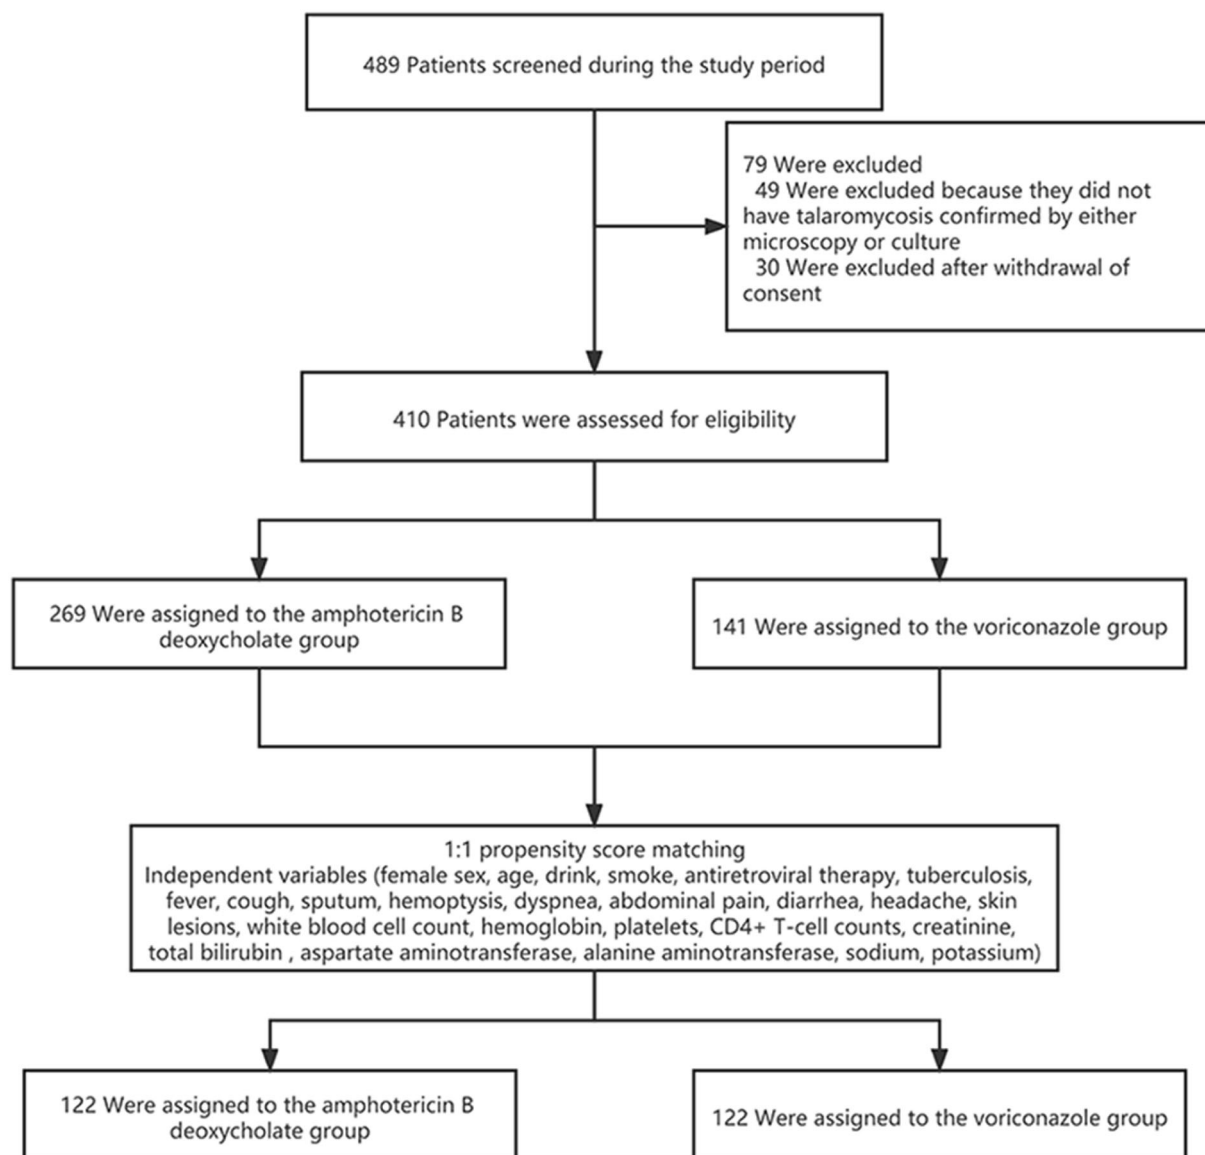 489 Patients screened during the study period
79 Were excluded
49 Were excluded because they did not
have talaromycosis confirmed by either
microscopy or culture
30 Were excluded after withdrawal of
consent
410 Patients were assessed for eligibility
269 Were assigned to the amphotericin B
deoxycholate group
141 Were assigned to the voriconazole group
1:1 propensity score matching
Independent variables (female sex, age, drink, smoke, antiretroviral therapy, tuberculosis,
fever, cough, sputum, hemoptysis, dyspnea, abdominal pain, diarrhea, headache, skin
lesions, white blood cell count, hemoglobin, platelets, CD4+ T-cell counts, creatinine,
total bilirubin , aspartate aminotransferase, alanine aminotransferase, sodium, potassium)
122 Were assigned to the amphotericin B
deoxycholate group
122 Were assigned to the voriconazole group